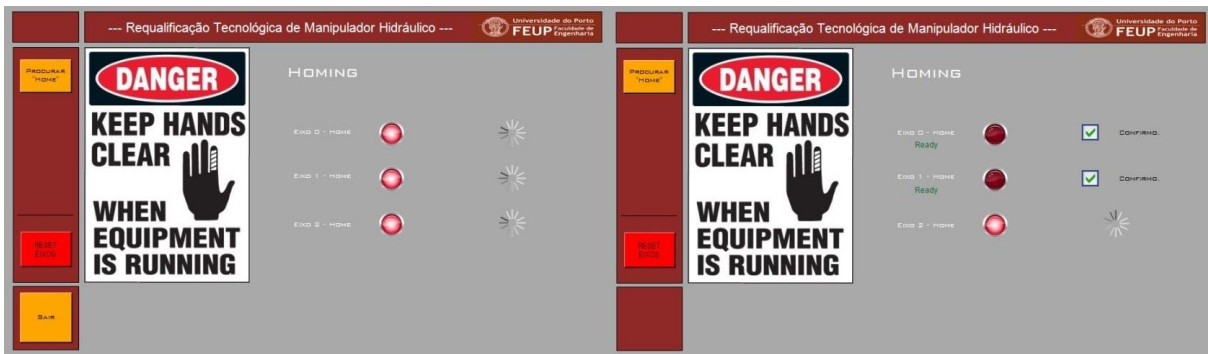 --- Requalificação Tecnológica de Manipulador Hidráulico ---
Universidade do Porto
FEUP Faculdade de
Engenharia
PROCURAR
"HOME"
RESET
EIXOS
SAIR
DANGER
KEEP HANDS
CLEAR
WHEN
EQUIPMENT
IS RUNNING
HOMING
EIXO 0 - HOME
EIXO 1 - HOME
EIXO 2 - HOME
--- Requalificação Tecnológica de Manipulador Hidráulico ---
Universidade do Porto
FEUP Faculdade de
Engenharia
PROCURAR
"HOME"
RESET
EIXOS
DANGER
KEEP HANDS
CLEAR
WHEN
EQUIPMENT
IS RUNNING
HOMING
EIXO 0 - HOME
Ready
CONFIRMO.
EIXO 1 - HOME
Ready
CONFIRMO.
EIXO 2 - HOME